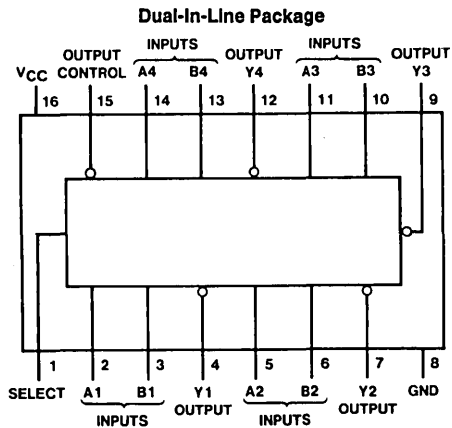 Dual-In-Line Package
OUTPUT INPUTS OUTPUT INPUTS OUTPUT
VCC CONTROL A4 B4 Y4 A3 B3 Y3
16 15 14 13 12 11 10 9
1 2 3 4 5 6 7 8
SELECT A1 B1 Y1 A2 B2 Y2 GND
INPUTS OUTPUT INPUTS OUTPUT